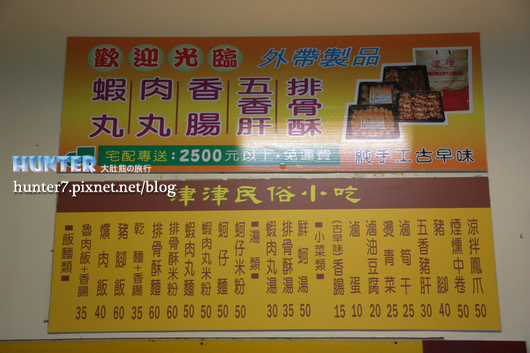 歡迎光臨
外帶製品
蝦丸
肉丸
香腸
五香肝
排骨酥
宅配專送：2500元以上，免運費
純手工古早味
HUNTER 大肚熊の旅行
hunter7.pixnet.net/blog
津津民俗小吃
■飯麵類■
魯肉飯+香腸 35
爌肉飯 40
豬腳飯 60
乾麵+香腸 35
排骨酥麵 60
排骨酥米粉 60
蝦肉丸麵 50
蝦肉丸米粉 50
蚵仔麵 50
蚵仔米粉 50
■湯類■
蝦肉丸湯 30
排骨酥湯 50
鮮蚵湯 50
■小菜類■
(古早味)香腸 15
滷蛋 10
滷油豆腐 20
燙青菜 25
滷筍干 25
五香豬肝 30
豬腳 40
煙燻中卷 50
涼拌鳳爪 50